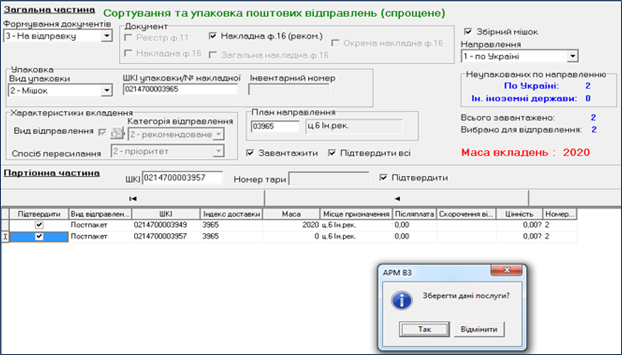 Загальна частина
Сортування та упаковка поштових відправлень (спрощене)
Формування документів
3 - На відправку
Документ
Реєстр ф.11
Накладна ф.16 (реком.)
Окрема накладна ф.16
Накладна ф.16
Загальна накладна ф.16
Збірний мішок
Направлення
1 - по Україні
Упаковка
Вид упаковки
ШКІ упаковки/№ накладної
Інвентарний номер
2 - Мішок
0214700003965
Неупакованих по направленню
По Україні: 2
Ін. іноземні держави: 0
Характеристики вкладення
Категорія відправлення
Вид відправлення
2 - рекомендоване
Спосіб пересилання
2 - пріоритет
План направлення
03965
ц.6 Ін.рек.
Завантажити
Підтвердити всі
Всього завантажено: 2
Вибрано для відправлення: 2
Маса вкладень : 2020
Партіонна частина
ШКІ 0214700003957
Номер тари
Підтвердити
Підтвердити Вид відправлен... ШКІ Індекс доставки Маса Місце призначення Післяплата Скорочення ві... Цінність Номер...
Постпакет 0214700003949 3965 2020 ц.6 Ін.рек. 0,00 0,00? 2
Постпакет 0214700003957 3965 0 ц.6 Ін.рек. 0,00 0,00? 2
АРМ ВЗ
Зберегти дані послуги?
Так
Відмінити